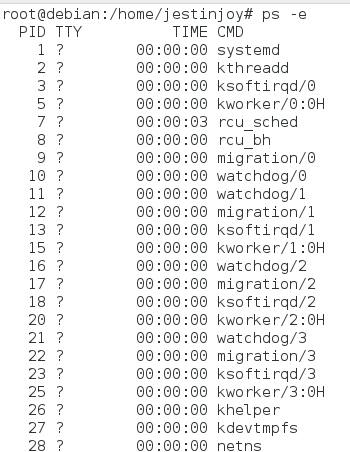 root@debian:/home/jestinjoy# ps -e
  PID TTY          TIME CMD
    1 ?        00:00:00 systemd
    2 ?        00:00:00 kthreadd
    3 ?        00:00:00 ksoftirqd/0
    5 ?        00:00:00 kworker/0:0H
    7 ?        00:00:03 rcu_sched
    8 ?        00:00:00 rcu_bh
    9 ?        00:00:00 migration/0
   10 ?        00:00:00 watchdog/0
   11 ?        00:00:00 watchdog/1
   12 ?        00:00:00 migration/1
   13 ?        00:00:00 ksoftirqd/1
   15 ?        00:00:00 kworker/1:0H
   16 ?        00:00:00 watchdog/2
   17 ?        00:00:00 migration/2
   18 ?        00:00:00 ksoftirqd/2
   20 ?        00:00:00 kworker/2:0H
   21 ?        00:00:00 watchdog/3
   22 ?        00:00:00 migration/3
   23 ?        00:00:00 ksoftirqd/3
   25 ?        00:00:00 kworker/3:0H
   26 ?        00:00:00 khelper
   27 ?        00:00:00 kdevtmpfs
   28 ?        00:00:00 netns